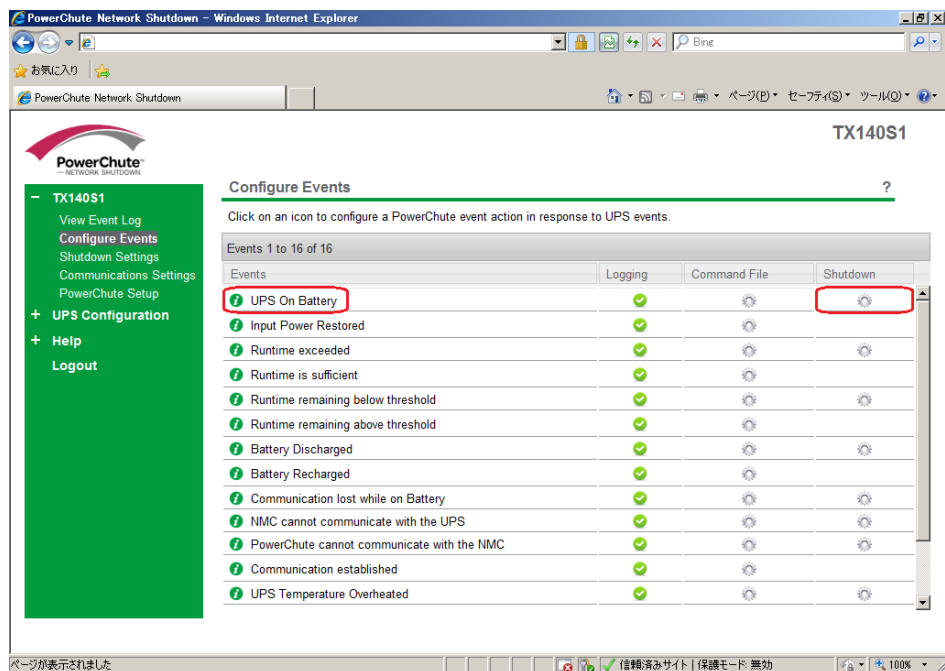 PowerChute Network Shutdown - Windows Internet Explorer
Bing
お気に入り
PowerChute Network Shutdown
ページ(P) セーフティ(S) ツール(O)
TX140S1
PowerChute
NETWORK SHUTDOWN
TX140S1
View Event Log
Configure Events
Shutdown Settings
Communications Settings
PowerChute Setup
UPS Configuration
Help
Logout
Configure Events ?
Click on an icon to configure a PowerChute event action in response to UPS events.
Events 1 to 16 of 16
Events Logging Command File Shutdown
UPS On Battery
Input Power Restored
Runtime exceeded
Runtime is sufficient
Runtime remaining below threshold
Runtime remaining above threshold
Battery Discharged
Battery Recharged
Communication lost while on Battery
NMC cannot communicate with the UPS
PowerChute cannot communicate with the NMC
Communication established
UPS Temperature Overheated
ページが表示されました 信頼済みサイト | 保護モード: 無効 100%